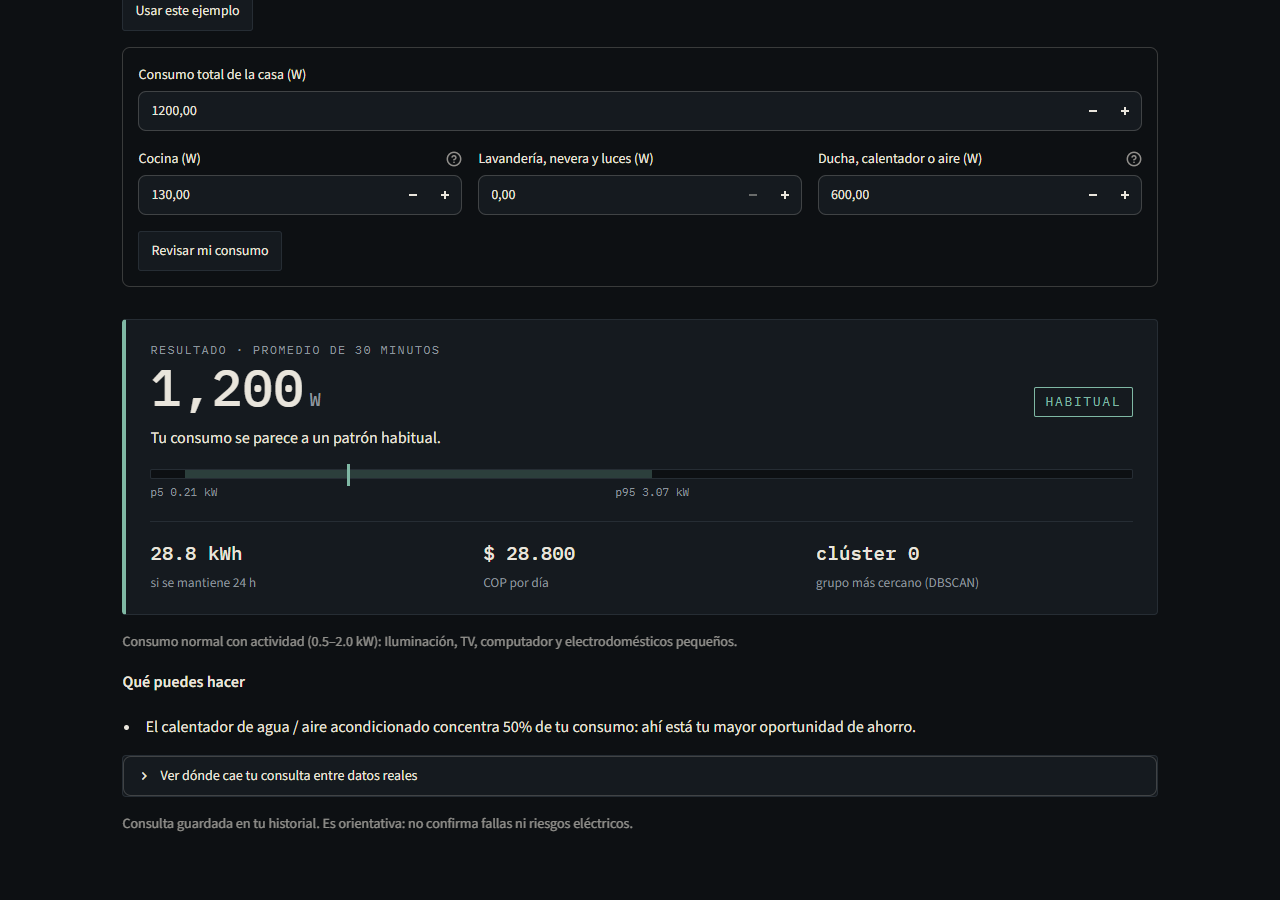 Usar este ejemplo
Consumo total de la casa (W)
1200,00
Cocina (W)
Lavandería, nevera y luces (W)
Ducha, calentador o aire (W)
130,00
0,00
600,00
Revisar mi consumo
RESULTADO · PROMEDIO DE 30 MINUTOS
1,200 W
HABITUAL
Tu consumo se parece a un patrón habitual.
p5 0.21 kW
p95 3.07 kW
28.8 kWh
$ 28.800
clúster 0
si se mantiene 24 h
COP por día
grupo más cercano (DBSCAN)
Consumo normal con actividad (0.5–2.0 kW): Iluminación, TV, computador y electrodomésticos pequeños.
Qué puedes hacer
• El calentador de agua / aire acondicionado concentra 50% de tu consumo: ahí está tu mayor oportunidad de ahorro.
Ver dónde cae tu consulta entre datos reales
Consulta guardada en tu historial. Es orientativa: no confirma fallas ni riesgos eléctricos.